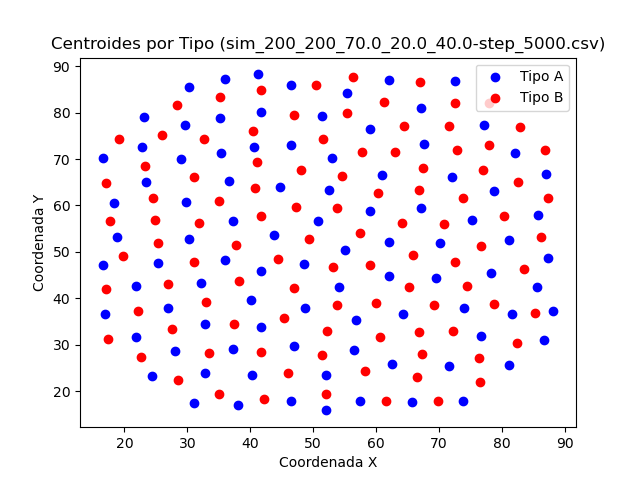 Centroides por Tipo (sim_200_200_70.0_20.0_40.0-step_5000.csv)
90
80
70
60
50
40
30
20
Coordenada Y
Tipo A
Tipo B
20 30 40 50 60 70 80 90
Coordenada X